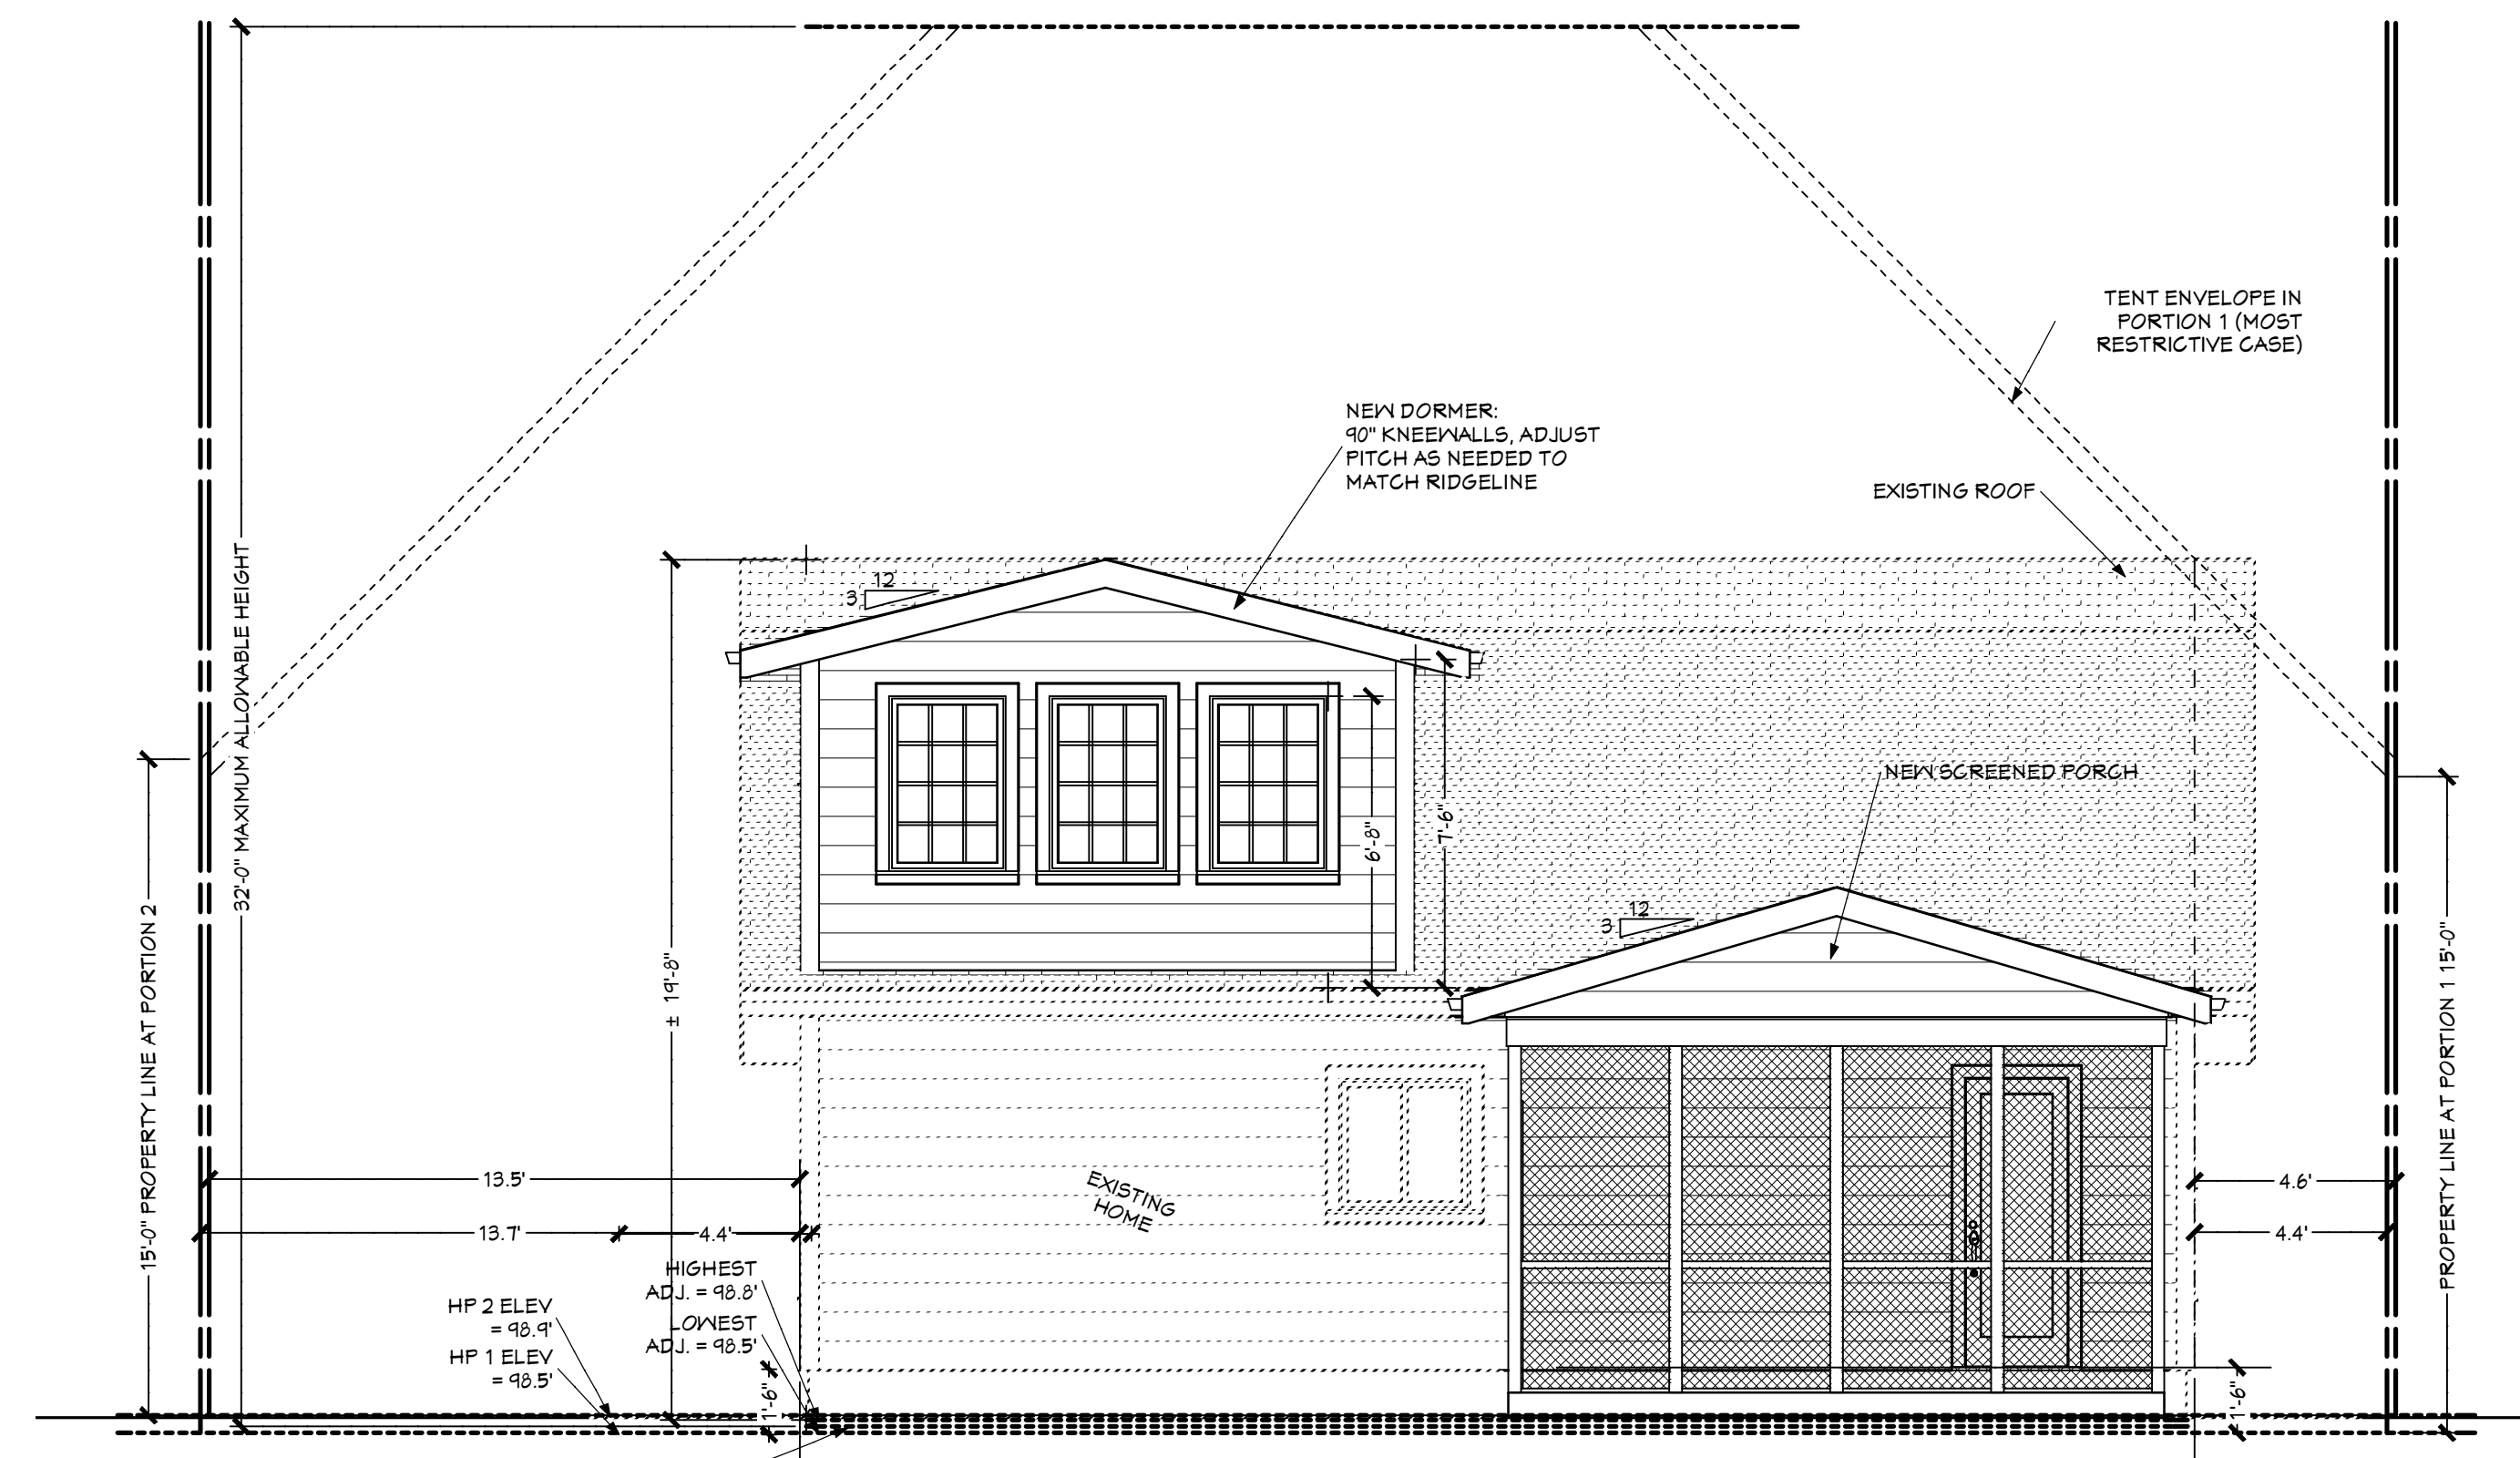 TENT ENVELOPE IN
PORTION 1 (MOST
RESTRICTIVE CASE)
NEW DORMER:
90" KNEEWALLS, ADJUST
PITCH AS NEEDED TO
MATCH RIDGELINE
EXISTING ROOF
32'-0" MAXIMUM ALLOWABLE HEIGHT
12
3
NEW SCREENED PORCH
6'-8"
7'-6"
15'-0" PROPERTY LINE AT PORTION 2
± 19'-8"
12
3
PROPERTY LINE AT PORTION 1 15'-0"
13.5'
EXISTING
HOME
4.6'
13.7'
4.4'
4.4'
HIGHEST
ADJ. = 98.8'
HP 2 ELEV
= 98.9'
LOWEST
ADJ. = 98.5'
HP 1 ELEV
= 98.5'
1'-6"
1'-6"